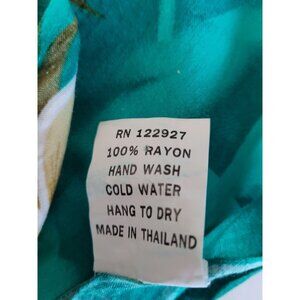 RN 122927
100% RAYON
HAND WASH
COLD WATER
HANG TO DRY
MADE IN THAILAND